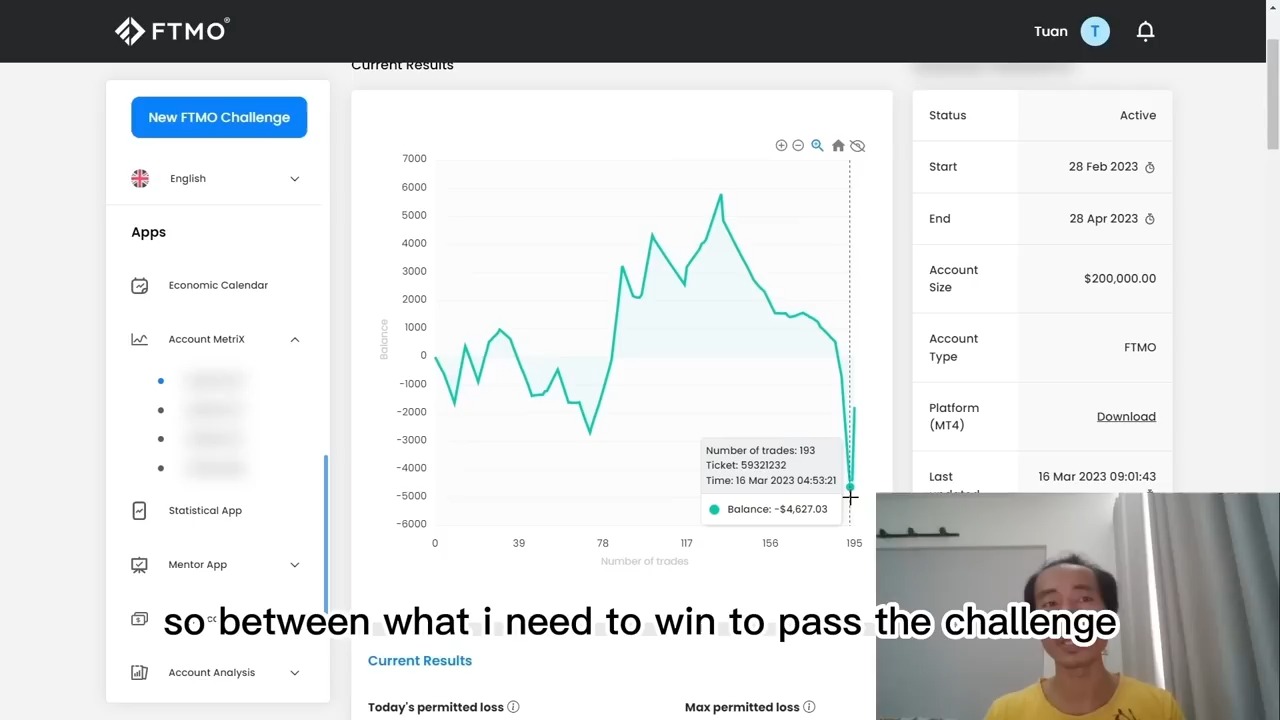 FTMO®
Tuan
T
Current Results
New FTMO Challenge
English
Apps
Economic Calendar
Account MetriX
Statistical App
Mentor App
Account Analysis
7000
6000
5000
4000
3000
2000
1000
0
-1000
-2000
-3000
-4000
-5000
-6000
Balance
0
39
78
117
156
195
Number of trades
Number of trades: 193
Ticket: 59321232
Time: 16 Mar 2023 04:53:21
Balance: -$4,627.03
Status
Active
Start
28 Feb 2023
End
28 Apr 2023
Account
Size
$200,000.00
Account
Type
FTMO
Platform
(MT4)
Download
Last
updated
16 Mar 2023 09:01:43
so between what i need to win to pass the challenge
Current Results
Today's permitted loss
Max permitted loss